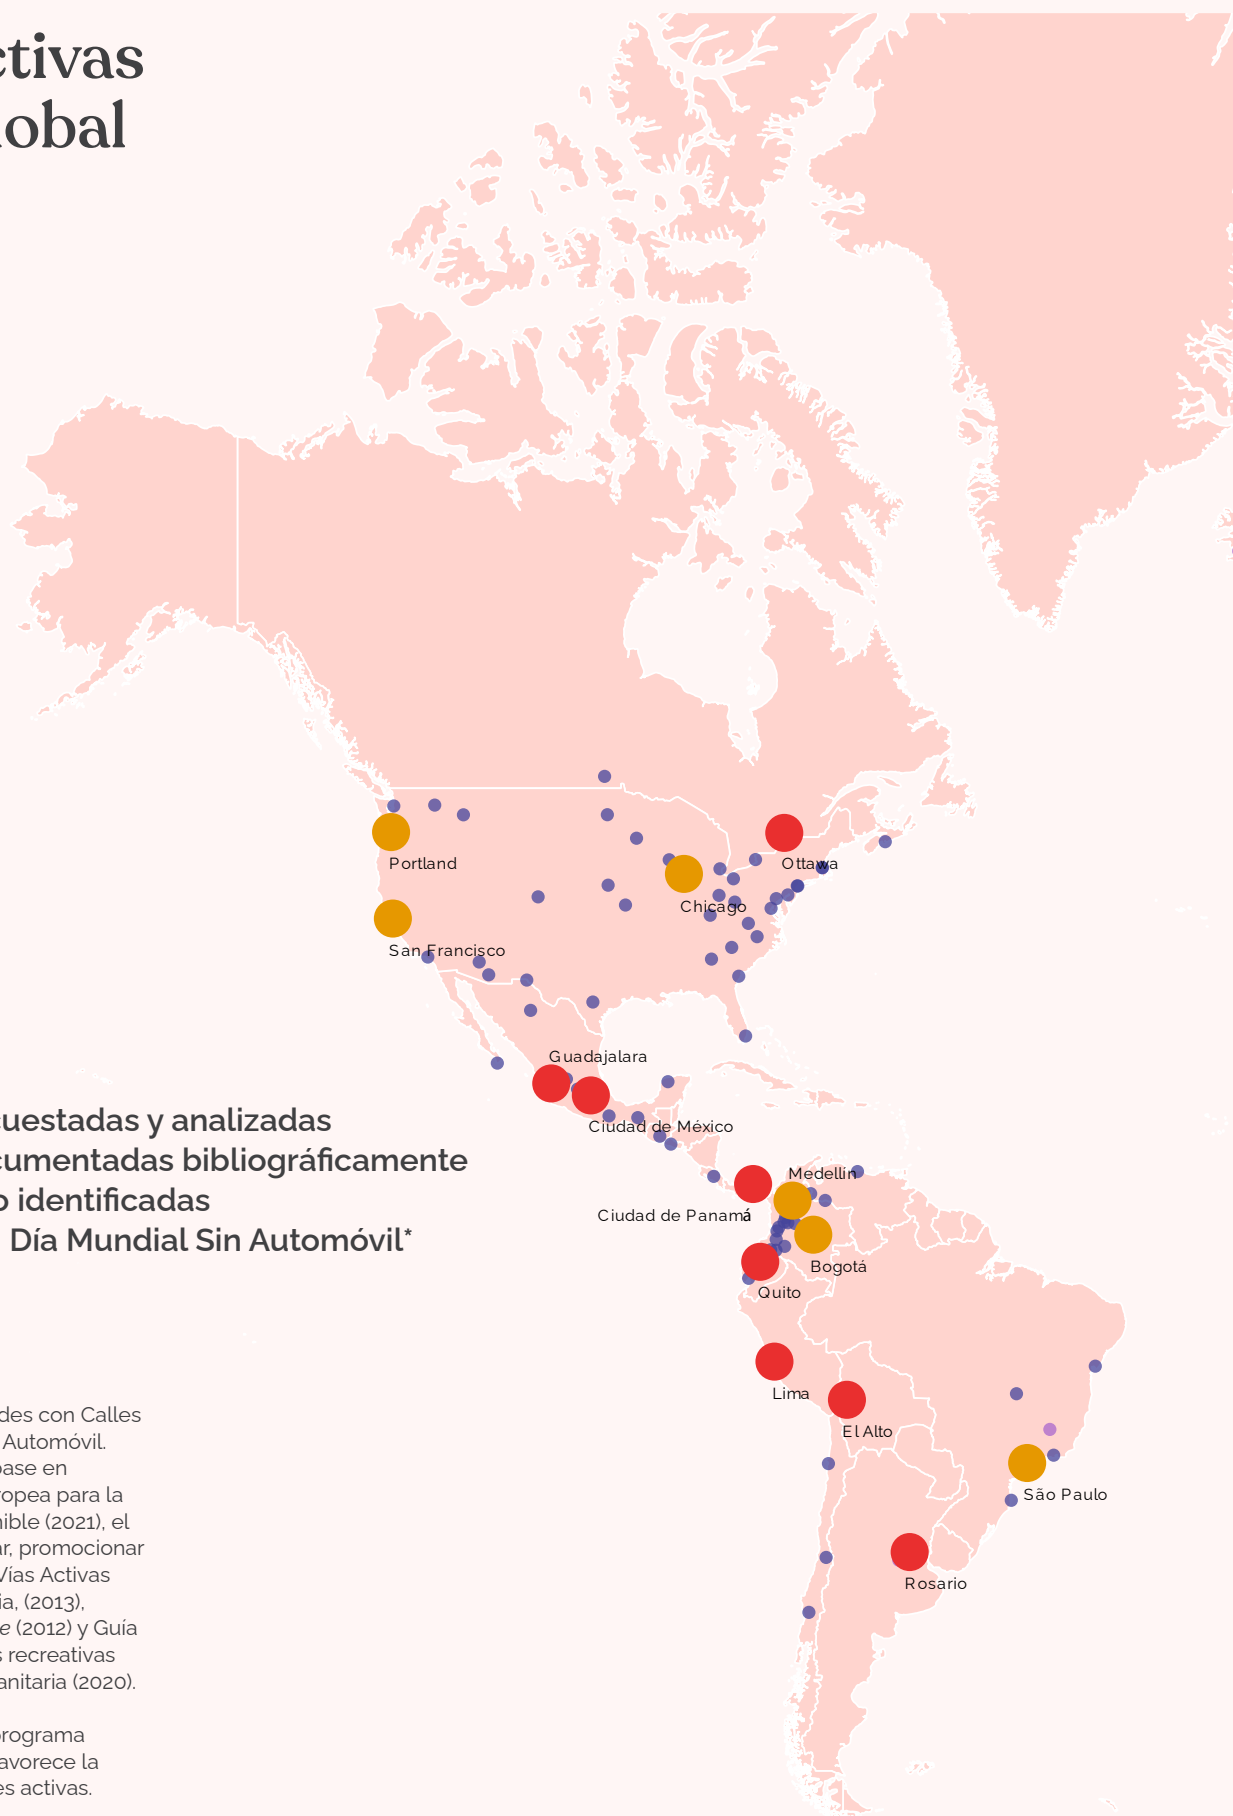 ctivas
lobal
Portland
Ottawa
Chicago
San Francisco
Guadajalara
cuestadas y analizadas
Ciudad de México
cumentadas bibliográficamente
Medellín
o identificadas
Ciudad de Panamá
Día Mundial Sin Automóvil*
Bogotá
Quito
Lima
des con Calles
El Alto
Automóvil.
base en
ropea para la
São Paulo
nible (2021), el
ar, promocionar
Vías Activas
Rosario
ia, (2013),
e (2012) y Guía
s recreativas
anitaria (2020).
programa
avorece la
es activas.